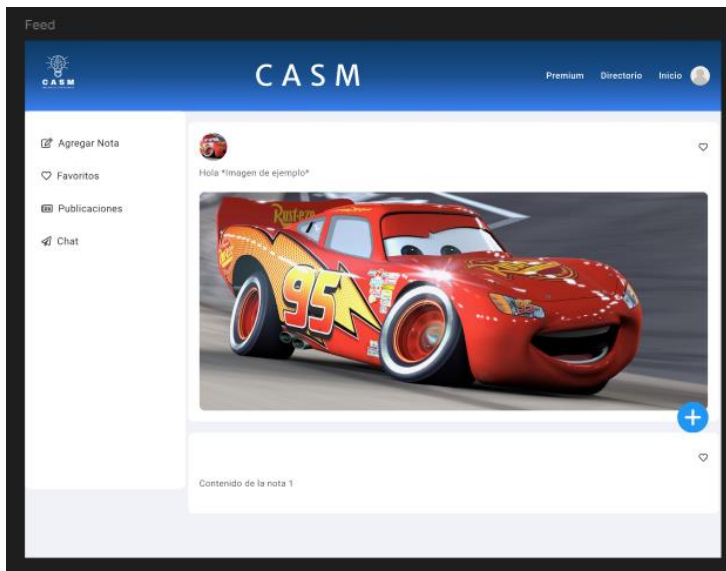 Feed
CASM
CASM
Premium Directorio Inicio
Agregar Nota
Favoritos
Publicaciones
Chat
Hola *Imagen de ejemplo*
Rust-eze
95
Contenido de la nota 1